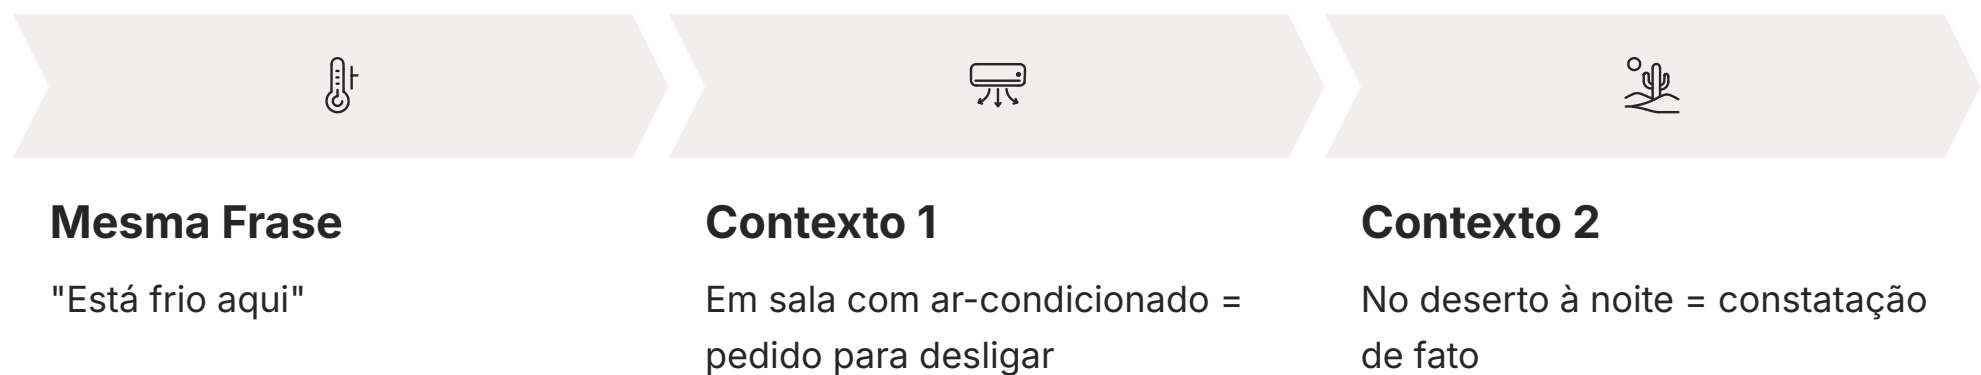 Mesma Frase
"Está frio aqui"
Contexto 1
Em sala com ar-condicionado =
pedido para desligar
Contexto 2
No deserto à noite = constatação
de fato